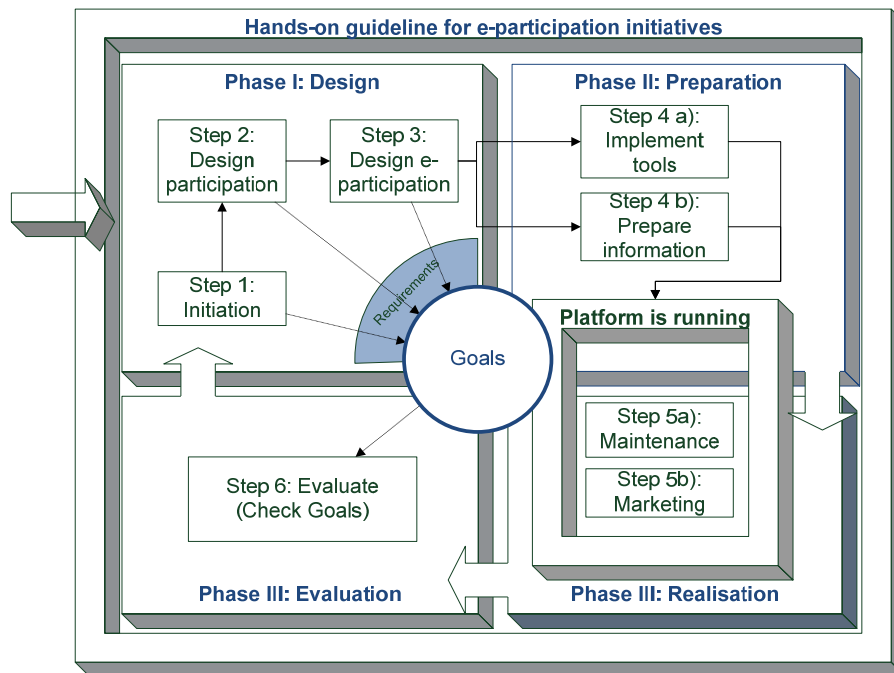 Hands-on guideline for e-participation initiatives
Phase I: Design
Step 2:
Design
participation
Step 3:
Design e-
participation
Step 1:
Initiation
Requirements
Goals
Phase II: Preparation
Step 4 a):
Implement
tools
Step 4 b):
Prepare
information
Platform is running
Step 5a):
Maintenance
Step 5b):
Marketing
Phase III: Realisation
Step 6: Evaluate
(Check Goals)
Phase III: Evaluation